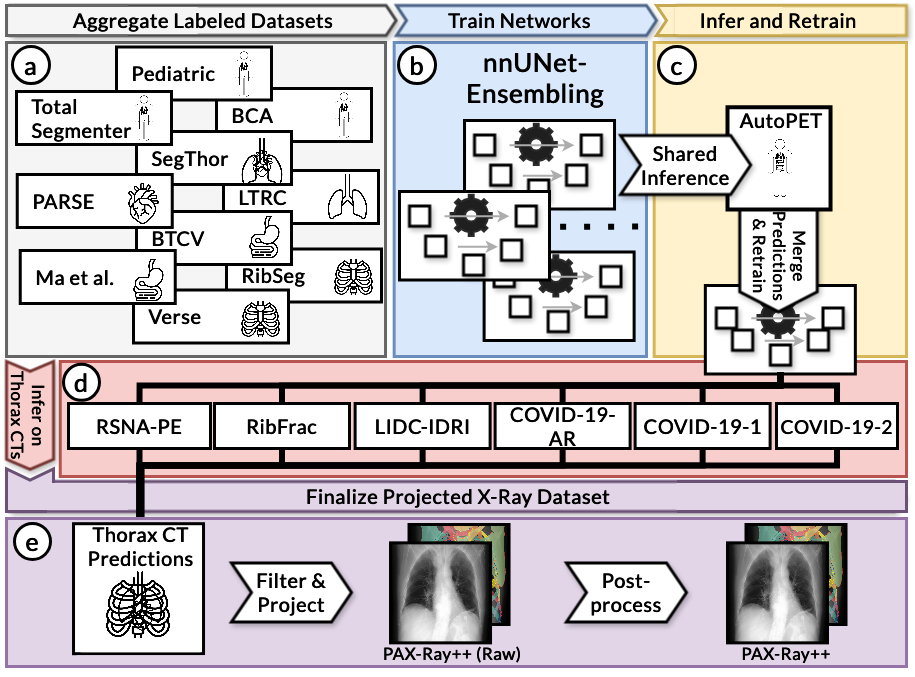 Aggregate Labeled Datasets
Train Networks
Infer and Retrain
a
Pediatric
Total
Segmenter
BCA
SegThor
PARSE
LTRC
BTCV
Ma et al.
RibSeg
Verse
b
nnUNet-
Ensembling
Shared
Inference
c
AutoPET
Merge
Predictions
& Retrain
Infer on
Thorax CTs
d
RSNA-PE
RibFrac
LIDC-IDRI
COVID-19-
AR
COVID-19-1
COVID-19-2
Finalize Projected X-Ray Dataset
e
Thorax CT
Predictions
Filter &
Project
PAX-Ray++ (Raw)
Post-
process
PAX-Ray++